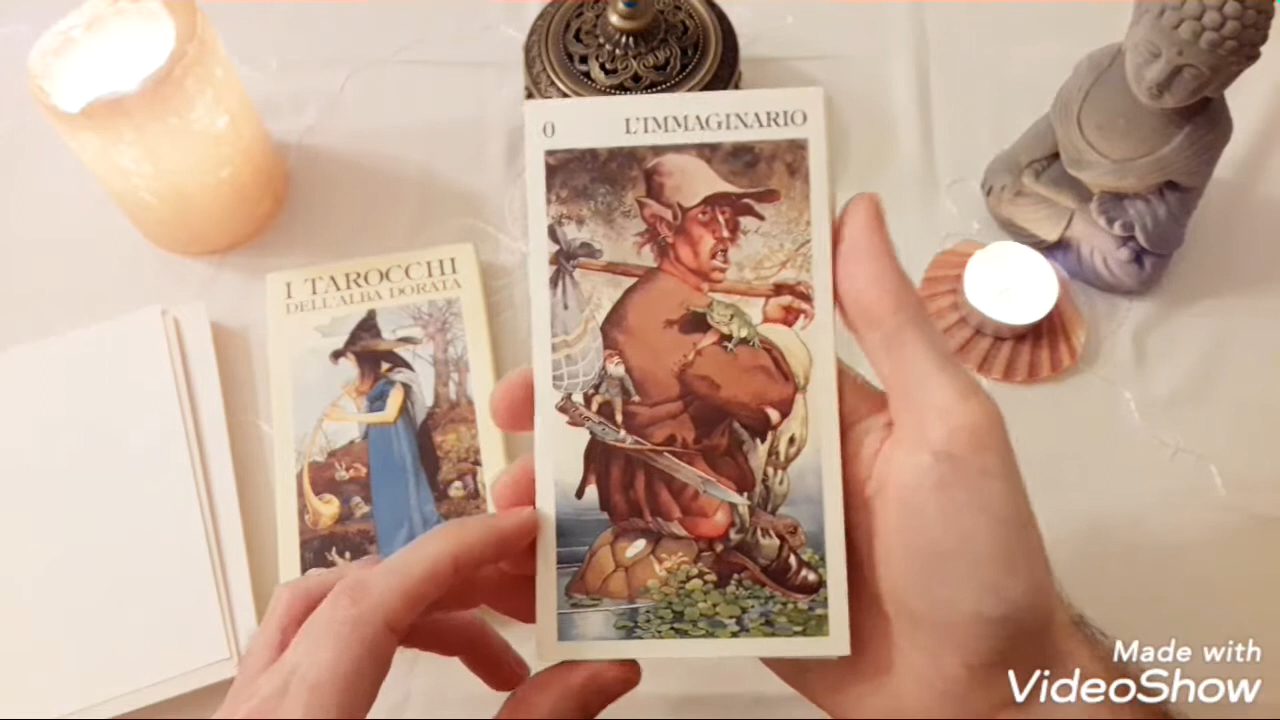 0 L'IMMAGINARIO
I TAROCCHI
DELL'ALBA DORATA
Made with
VideoShow